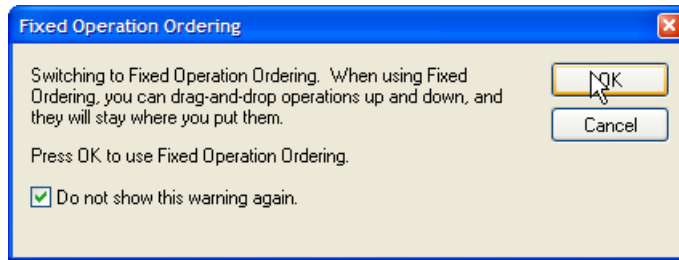 Fixed Operation Ordering
Switching to Fixed Operation Ordering.  When using Fixed
Ordering, you can drag-and-drop operations up and down, and
they will stay where you put them.
Press OK to use Fixed Operation Ordering.
Do not show this warning again.
OK
Cancel